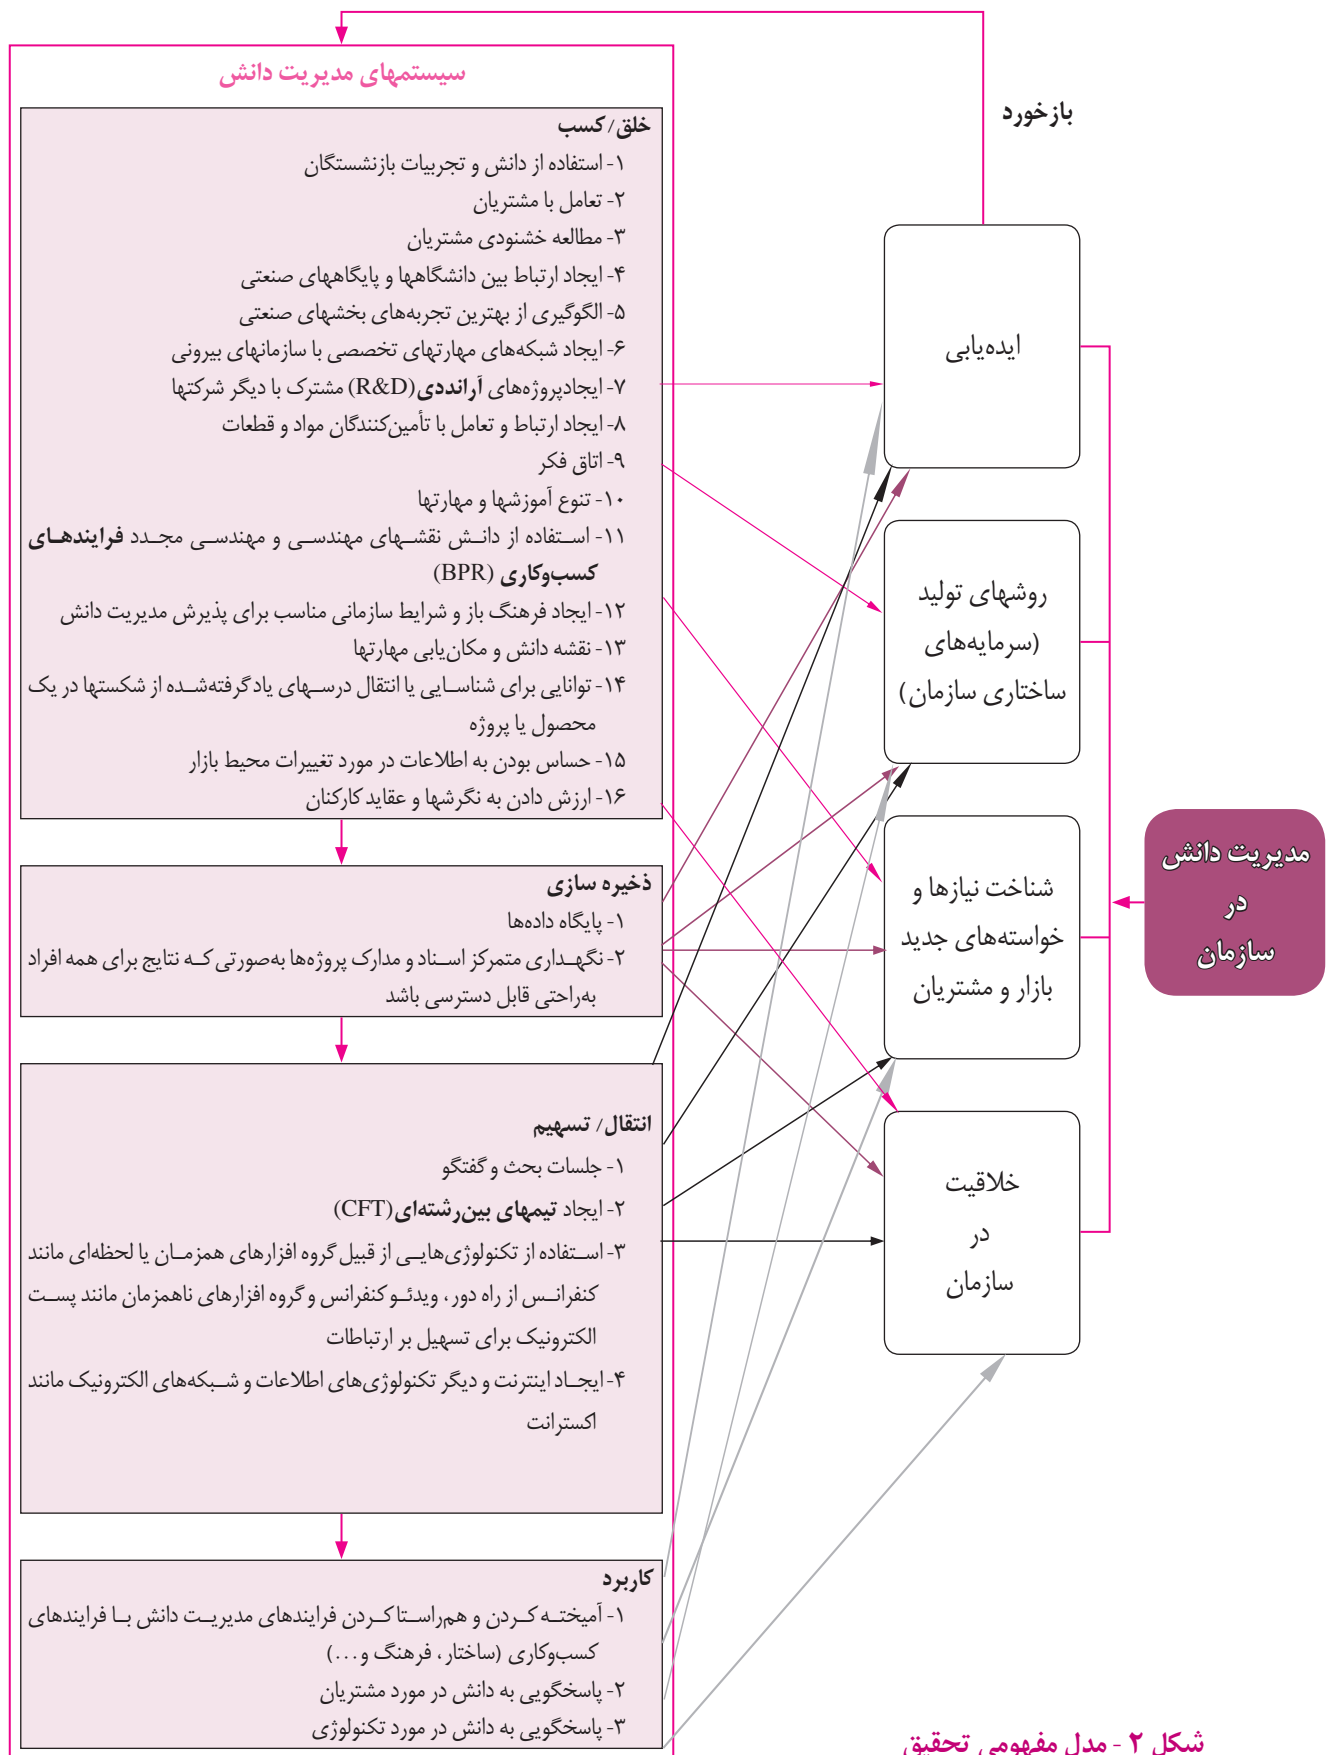 سیستمهای مدیریت دانش
خلق/کسب
۱- استفاده از دانش و تجربیات بازنشستگان
۲- تعامل با مشتریان
۳- مطالعه خشنودی مشتریان
۴- ایجاد ارتباط بین دانشگاهها و پایگاههای صنعتی
۵- الگوگیری از بهترین تجربه‌های بخشهای صنعتی
۶- ایجاد شبکه‌های مهارتهای تخصصی با سازمانهای بیرونی
۷- ایجادپروژه‌های آرانددی(R&D) مشترک با دیگر شرکتها
۸- ایجاد ارتباط و تعامل با تأمین‌کنندگان مواد و قطعات
۹- اتاق فکر
۱۰- تنوع آموزشها و مهارتها
۱۱- استفاده از دانش نقشهای مهندسی و مهندسی مجدد فرایندهای
کسب‌وکاری (BPR)
۱۲- ایجاد فرهنگ باز و شرایط سازمانی مناسب برای پذیرش مدیریت دانش
۱۳- نقشه دانش و مکان‌یابی مهارتها
۱۴- توانایی برای شناسایی یا انتقال درسهای یادگرفته‌شده از شکستها در یک
محصول یا پروژه
۱۵- حساس بودن به اطلاعات در مورد تغییرات محیط بازار
۱۶- ارزش دادن به نگرشها و عقاید کارکنان
ذخیره سازی
۱- پایگاه داده‌ها
۲- نگهداری متمرکز اسناد و مدارک پروژه‌ها به‌صورتی‌که نتایج برای همه افراد
به‌راحتی قابل دسترسی باشد
انتقال/ تسهیم
۱- جلسات بحث و گفتگو
۲- ایجاد تیمهای بین‌رشته‌ای(CFT)
۳- استفاده از تکنولوژی‌هایی از قبیل گروه افزارهای همزمان یا لحظه‌ای مانند
کنفرانس از راه دور، ویدئو کنفرانس و گروه افزارهای ناهمزمان مانند پست
الکترونیک برای تسهیل بر ارتباطات
۴- ایجاد اینترنت و دیگر تکنولوژی‌های اطلاعات و شبکه‌های الکترونیک مانند
اکسترانت
کاربرد
۱- آمیخته کردن و هم‌راستا کردن فرایندهای مدیریت دانش با فرایندهای
کسب‌وکاری (ساختار، فرهنگ و...)
۲- پاسخگویی به دانش در مورد مشتریان
۳- پاسخگویی به دانش در مورد تکنولوژی
بازخورد
ایده‌یابی
روشهای تولید
(سرمایه‌های
ساختاری سازمان)
شناخت نیازها و
خواسته‌های جدید
بازار و مشتریان
خلاقیت
در
سازمان
مدیریت دانش
در
سازمان
شکل ۲ - مدل مفهومی تحقیق